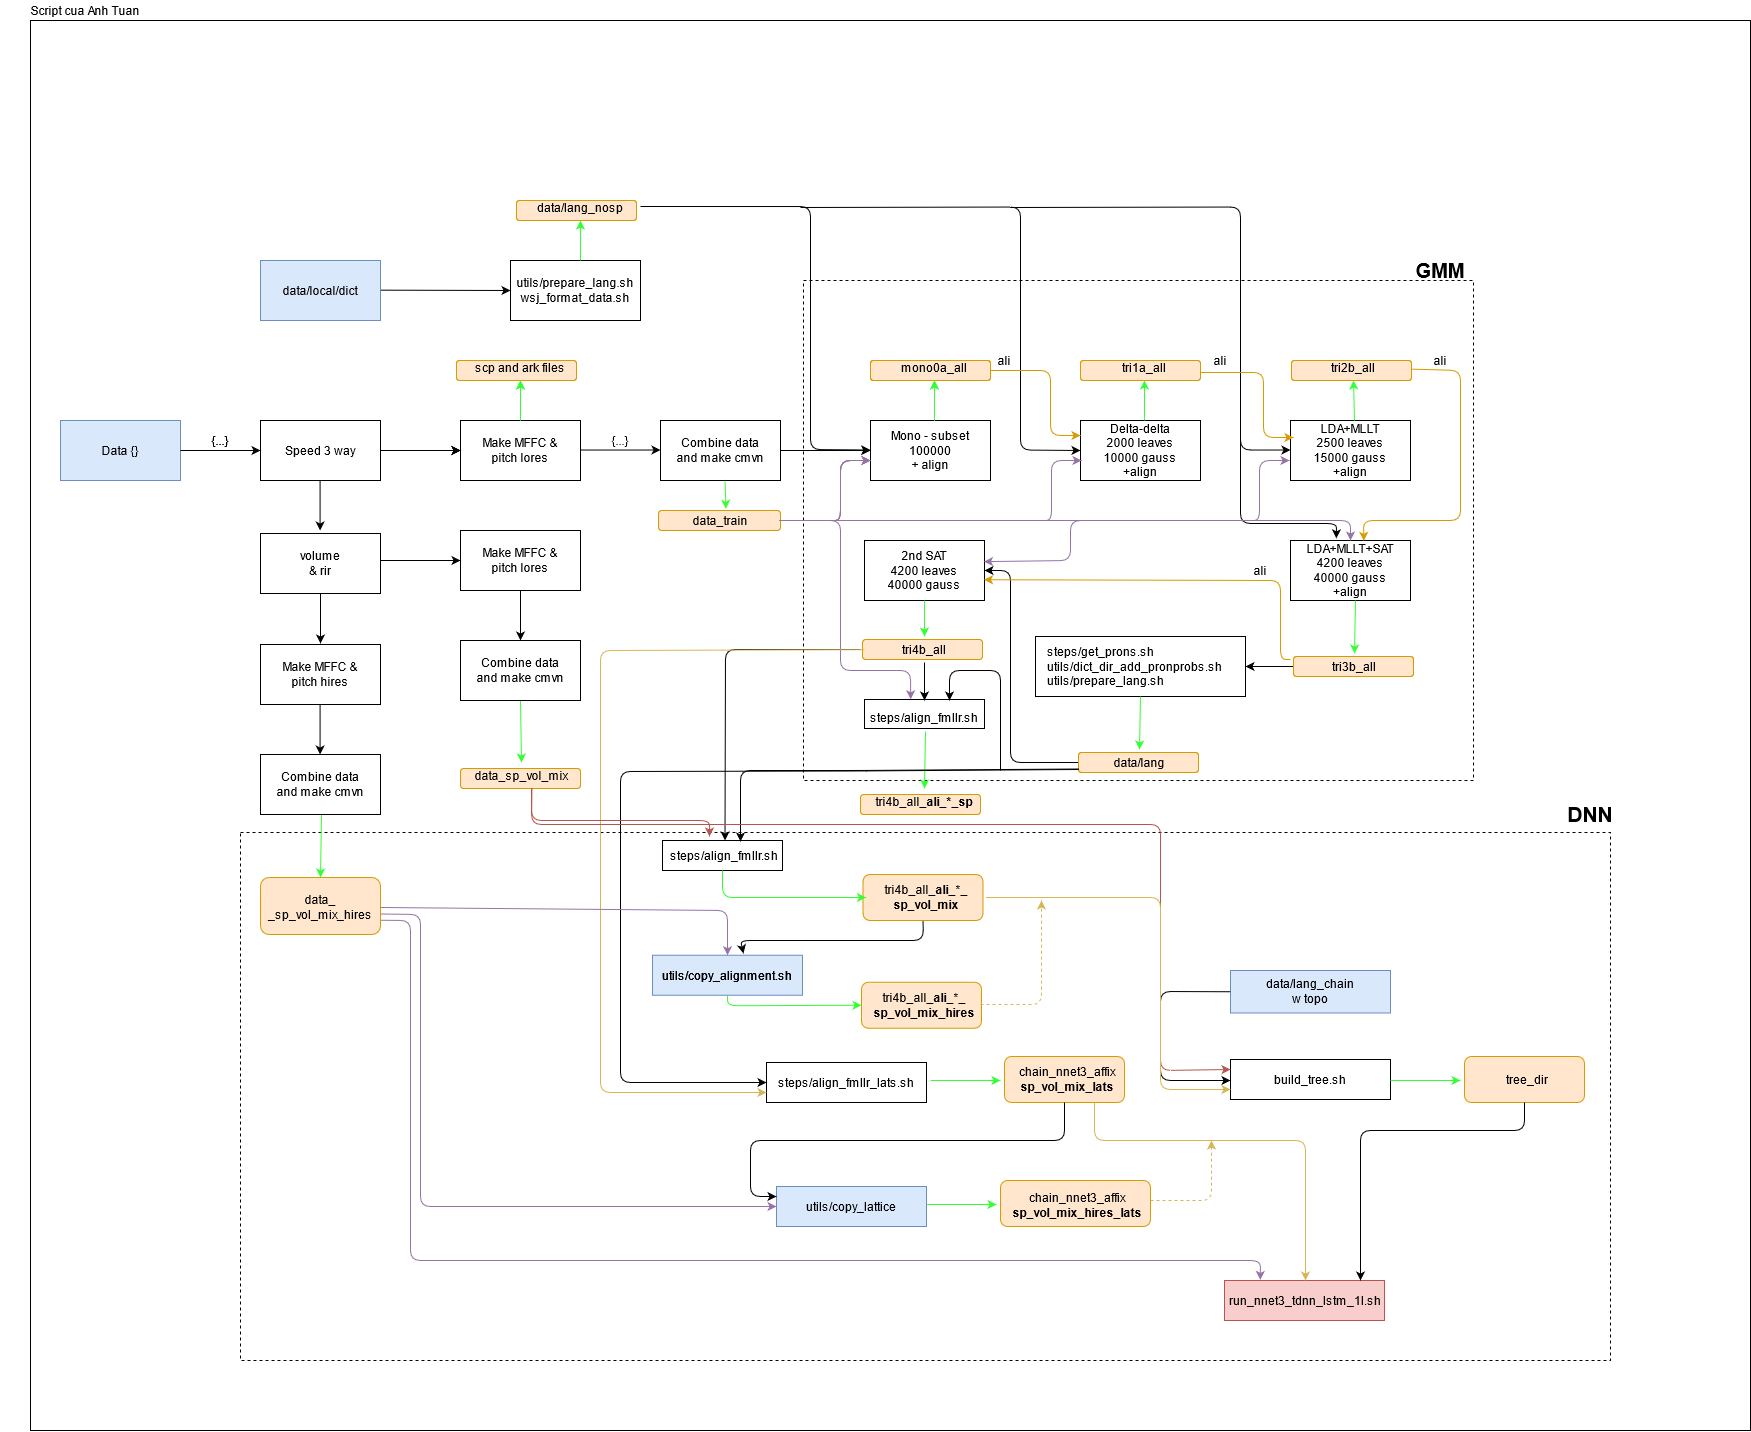 Script cua Anh Tuan
data/lang_nosp
data/local/dict
utils/prepare_lang.sh
wsj_format_data.sh
GMM
scp and ark files
mono0a_all
ali
tri1a_all
ali
tri2b_all
ali
Data {}
{...}
Speed 3 way
Make MFFC &
pitch lores
{...}
Combine data
and make cmvn
Mono - subset
100000
+ align
Delta-delta
2000 leaves
10000 gauss
+align
LDA+MLLT
2500 leaves
15000 gauss
+align
data_train
volume
& rir
Make MFFC &
pitch lores
2nd SAT
4200 leaves
40000 gauss
ali
LDA+MLLT+SAT
4200 leaves
40000 gauss
+align
Make MFFC &
pitch hires
Combine data
and make cmvn
tri4b_all
steps/get_prons.sh
utils/dict_dir_add_pronprobs.sh
utils/prepare_lang.sh
tri3b_all
steps/align_fmllr.sh
Combine data
and make cmvn
data_sp_vol_mix
data/lang
tri4b_all_ali_*_sp
DNN
steps/align_fmllr.sh
data_
_sp_vol_mix_hires
tri4b_all_ali_*_
sp_vol_mix
utils/copy_alignment.sh
tri4b_all_ali_*_
sp_vol_mix_hires
data/lang_chain
w topo
steps/align_fmllr_lats.sh
chain_nnet3_affix
sp_vol_mix_lats
build_tree.sh
tree_dir
utils/copy_lattice
chain_nnet3_affix
sp_vol_mix_hires_lats
run_nnet3_tdnn_lstm_1l.sh